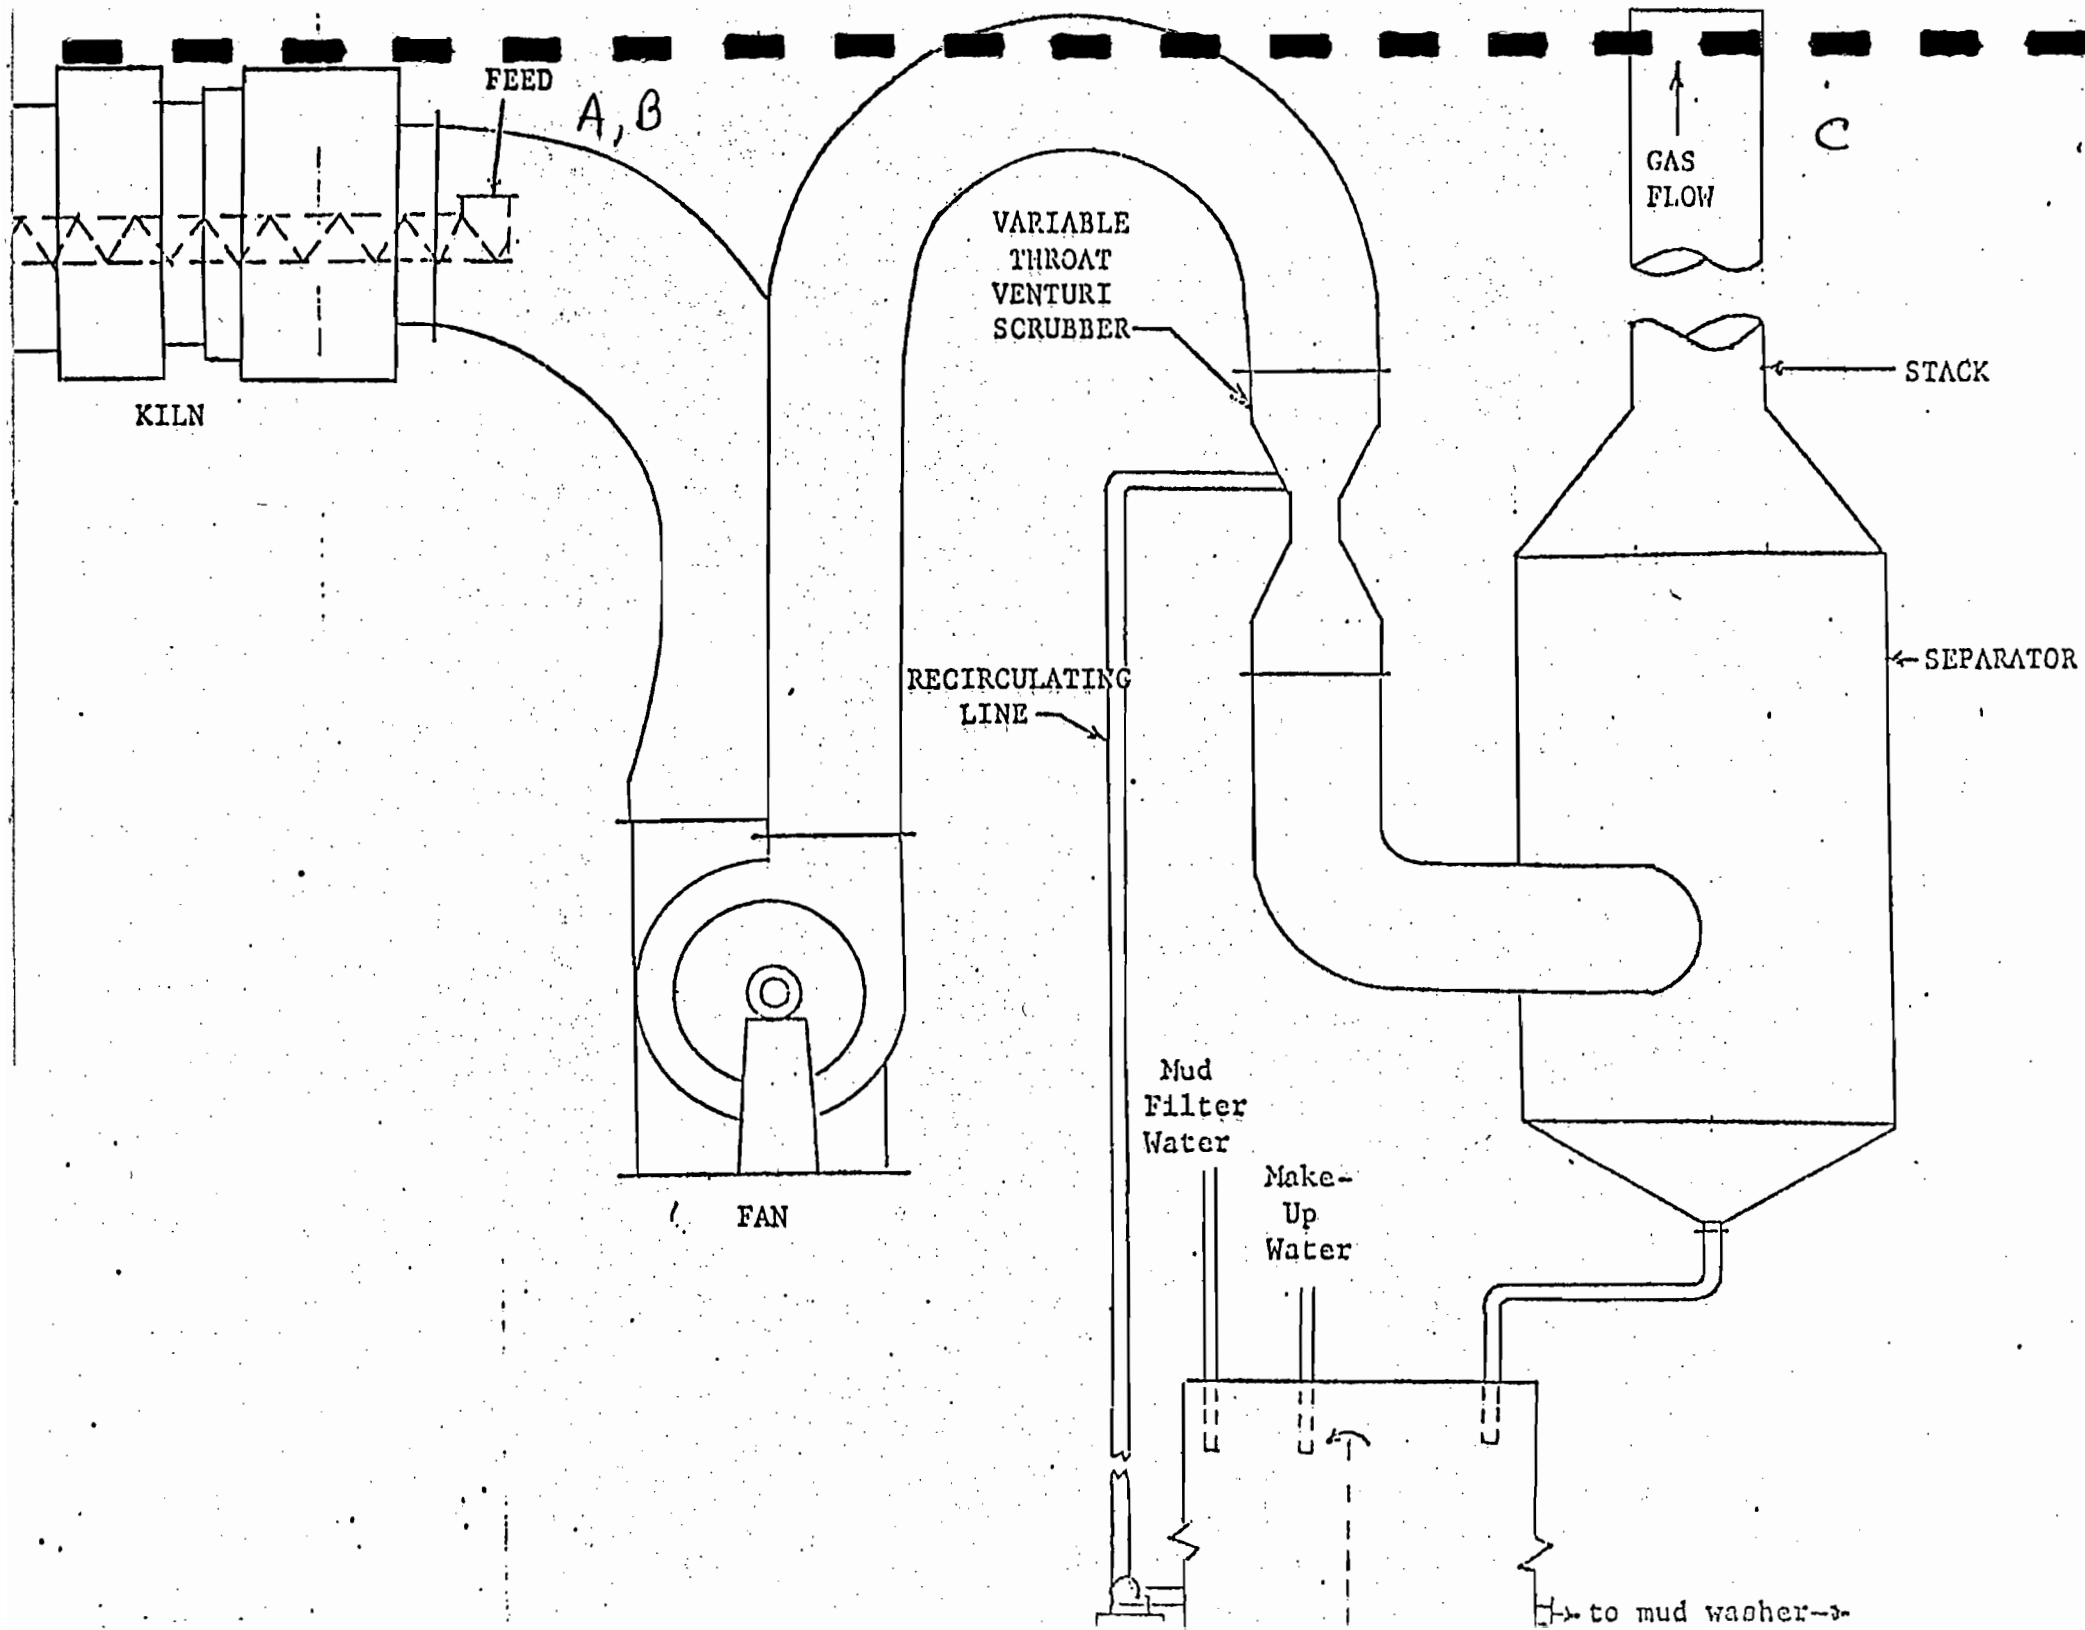 FEED
A, B
C
GAS
FLOW
VARIABLE
THROAT
VENTURI
SCRUBBER
STACK
KILN
SEPARATOR
RECIRCULATING
LINE
Mud
Filter
Water
Make-
Up
Water
FAN
to mud washer